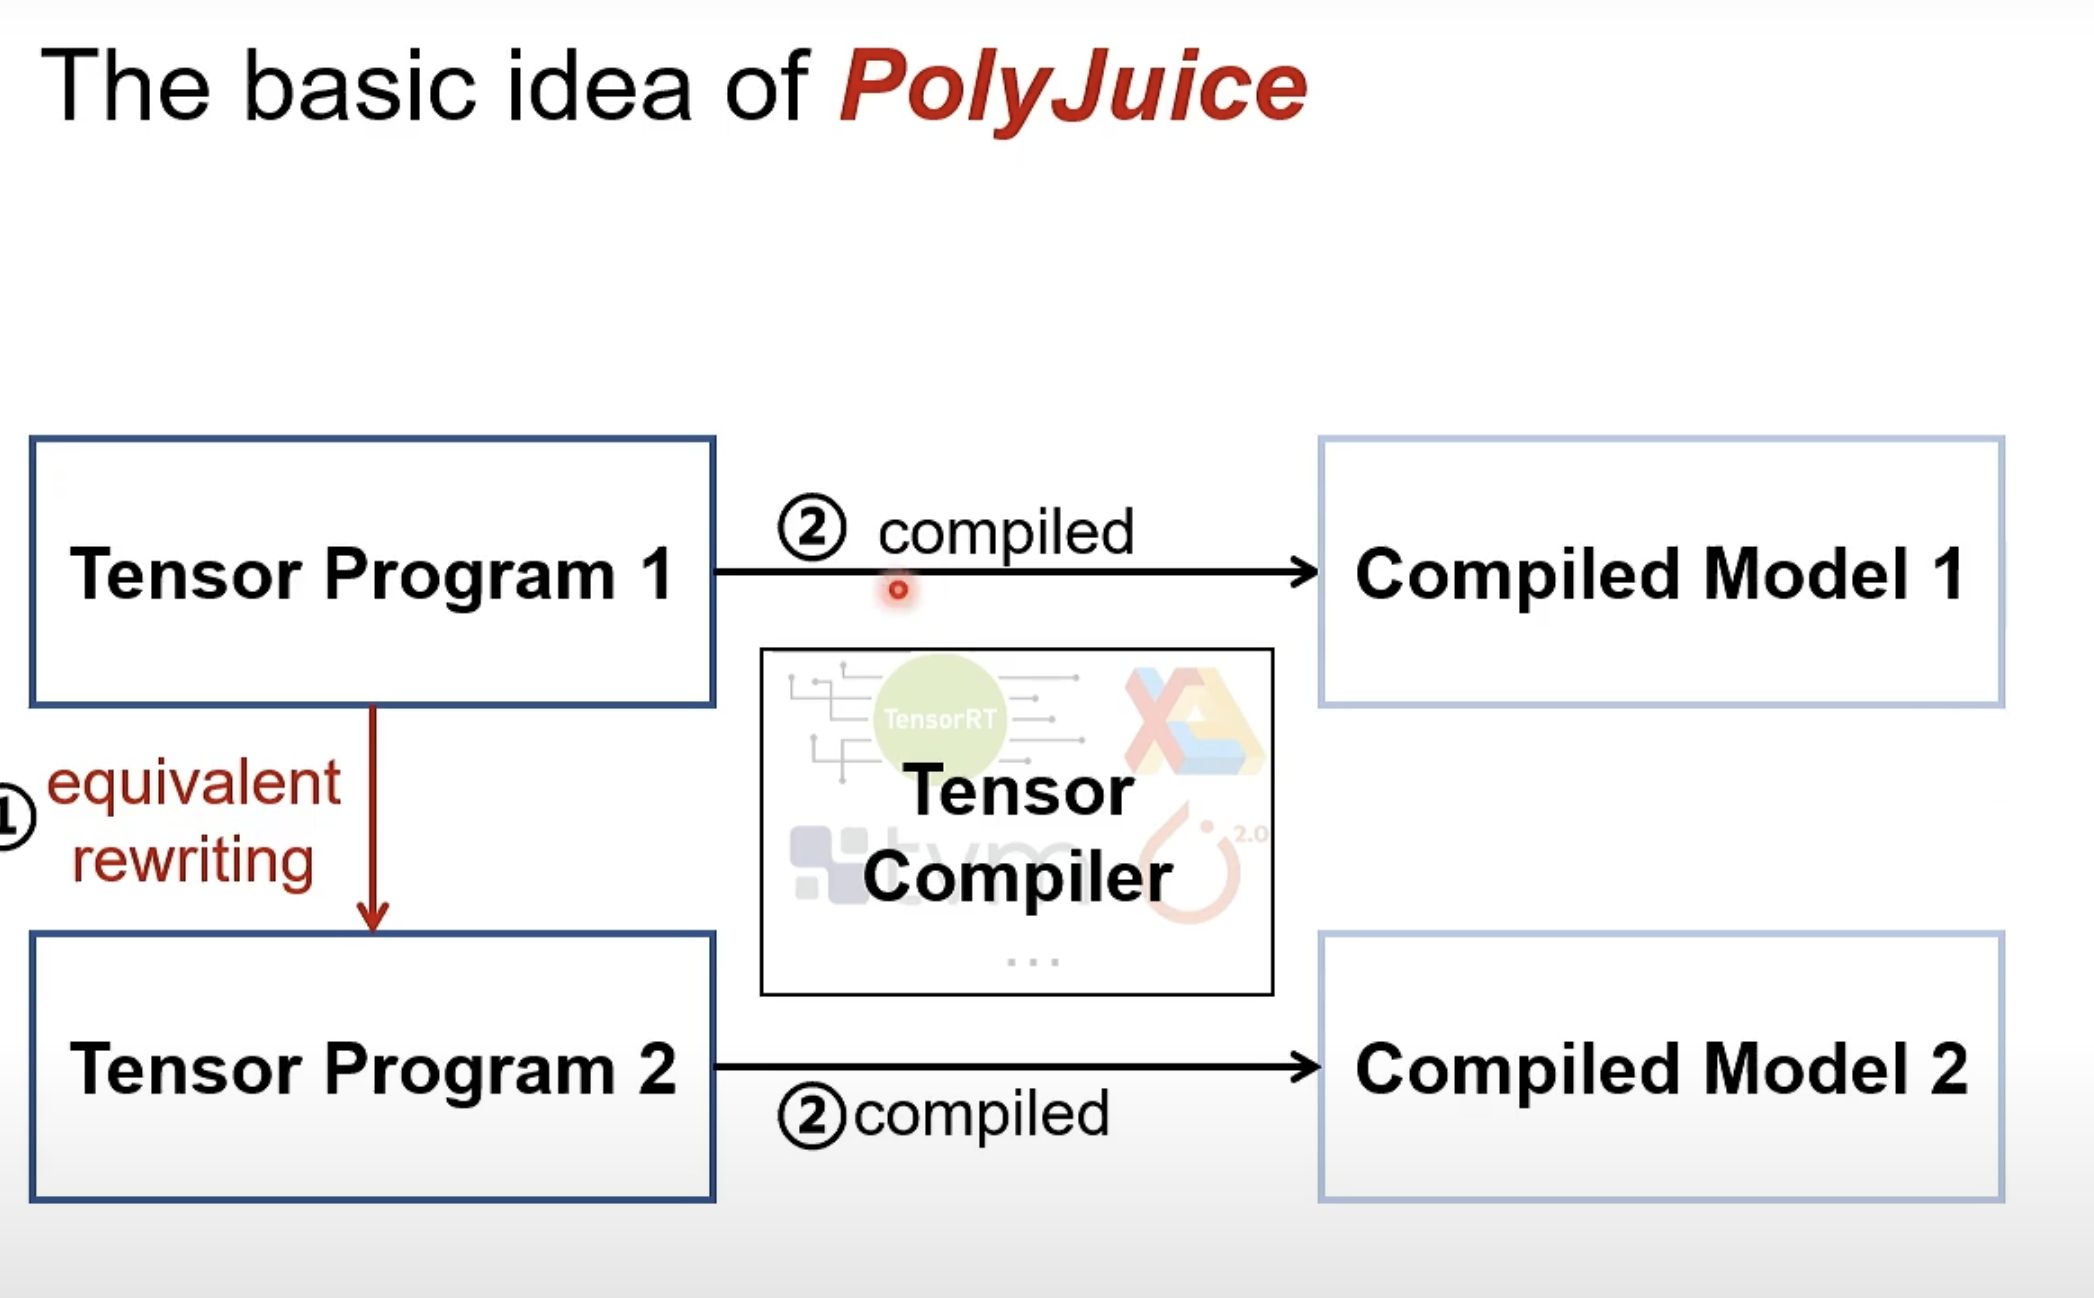 The basic idea of PolyJuice
② compiled
Tensor Program 1
Compiled Model 1
TensorRT
① equivalent
rewriting
Tensor
2.0
tvm
Compiler
...
Tensor Program 2
Compiled Model 2
② compiled